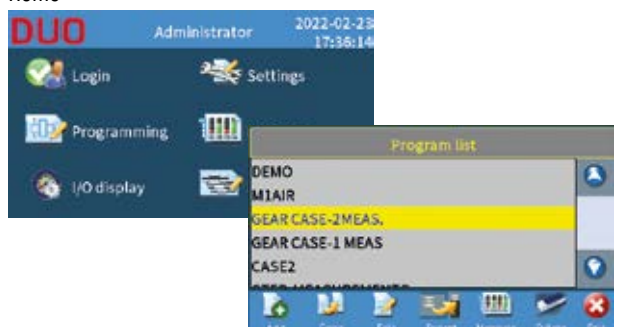 Home
DUO Administrator 2022-02-23
17:36:14
Login Settings
Programming
I/O display
Program list
DEMO
M1AIR
GEAR CASE-2MEAS.
GEAR CASE-1 MEAS
CASE2